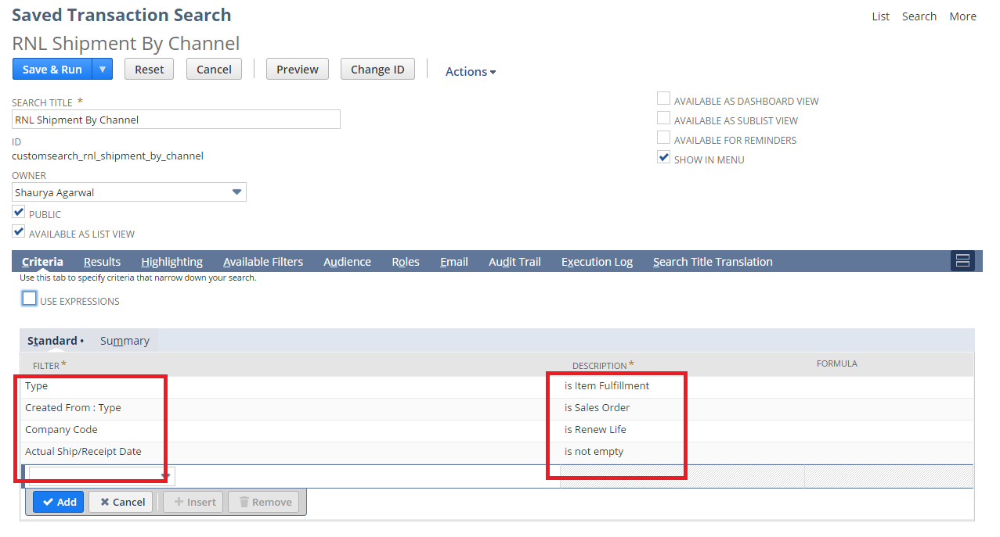 Saved Transaction Search
List Search More
RNL Shipment By Channel
Save & Run Reset Cancel Preview Change ID Actions
SEARCH TITLE *
RNL Shipment By Channel
ID
customsearch_rnl_shipment_by_channel
OWNER
Shaurya Agarwal
PUBLIC
AVAILABLE AS LIST VIEW
AVAILABLE AS DASHBOARD VIEW
AVAILABLE AS SUBLIST VIEW
AVAILABLE FOR REMINDERS
SHOW IN MENU
Criteria Results Highlighting Available Filters Audience Roles Email Audit Trail Execution Log Search Title Translation
Use this tab to specify criteria that narrow down your search.
USE EXPRESSIONS
Standard • Summary
FILTER * DESCRIPTION * FORMULA
Type is Item Fulfillment
Created From : Type is Sales Order
Company Code is Renew Life
Actual Ship/Receipt Date is not empty
Add Cancel Insert Remove